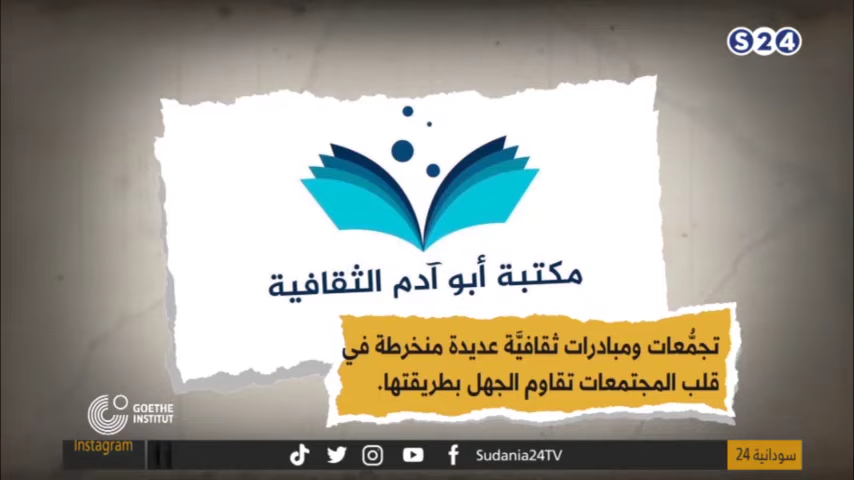 S24
مكتبة أبو آدم الثقافية
تجمُّعات ومبادرات ثقافيَّة عديدة منخرطة في
قلب المجتمعات تقاوم الجهل بطريقتها.
GOETHE
INSTITUT
Instagram
Sudania24TV
سودانية 24